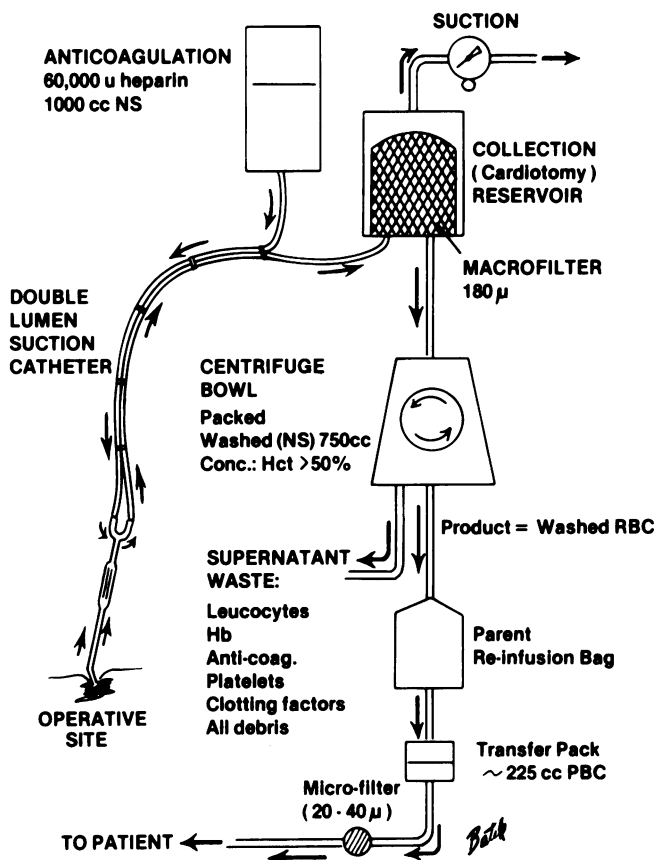 SUCTION
ANTICOAGULATION
60,000 u heparin
1000 cc NS
COLLECTION
( Cardiotomy )
RESERVOIR
MACROFILTER
180 μ
DOUBLE
LUMEN
SUCTION
CATHETER
CENTRIFUGE
BOWL
Packed
Washed (NS) 750cc
Conc.: Hct >50%
Product = Washed RBC
SUPERNATANT
WASTE:
Leucocytes
Hb
Anti-coag.
Platelets
Clotting factors
All debris
Parent
Re-infusion Bag
OPERATIVE
SITE
Transfer Pack
~ 225 cc PBC
Micro-filter
( 20 - 40 μ )
TO PATIENT